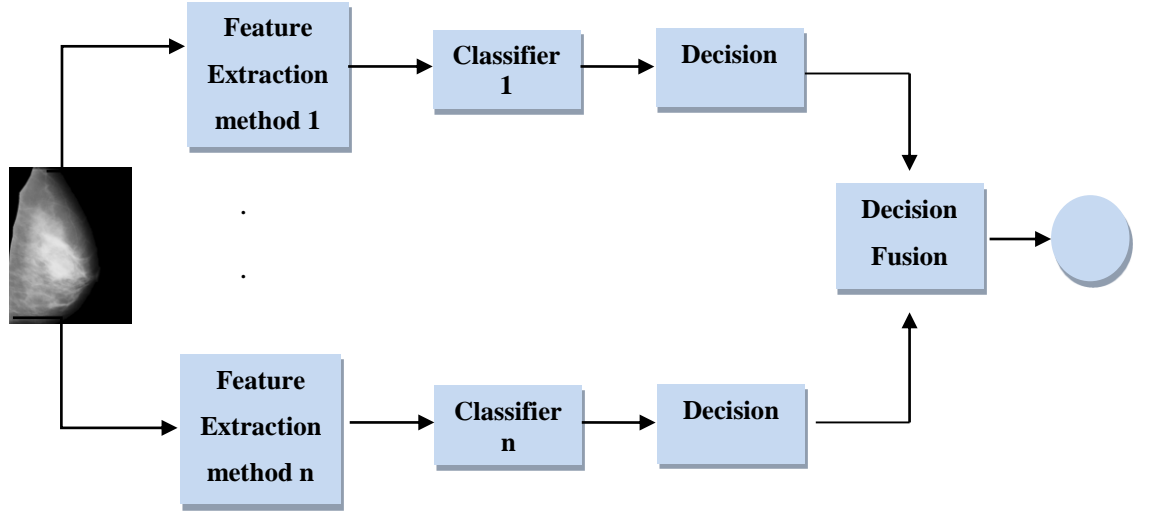 Feature
Extraction
method 1
Classifier
1
Decision
.
.
Decision
Fusion
Feature
Extraction
method n
Classifier
n
Decision